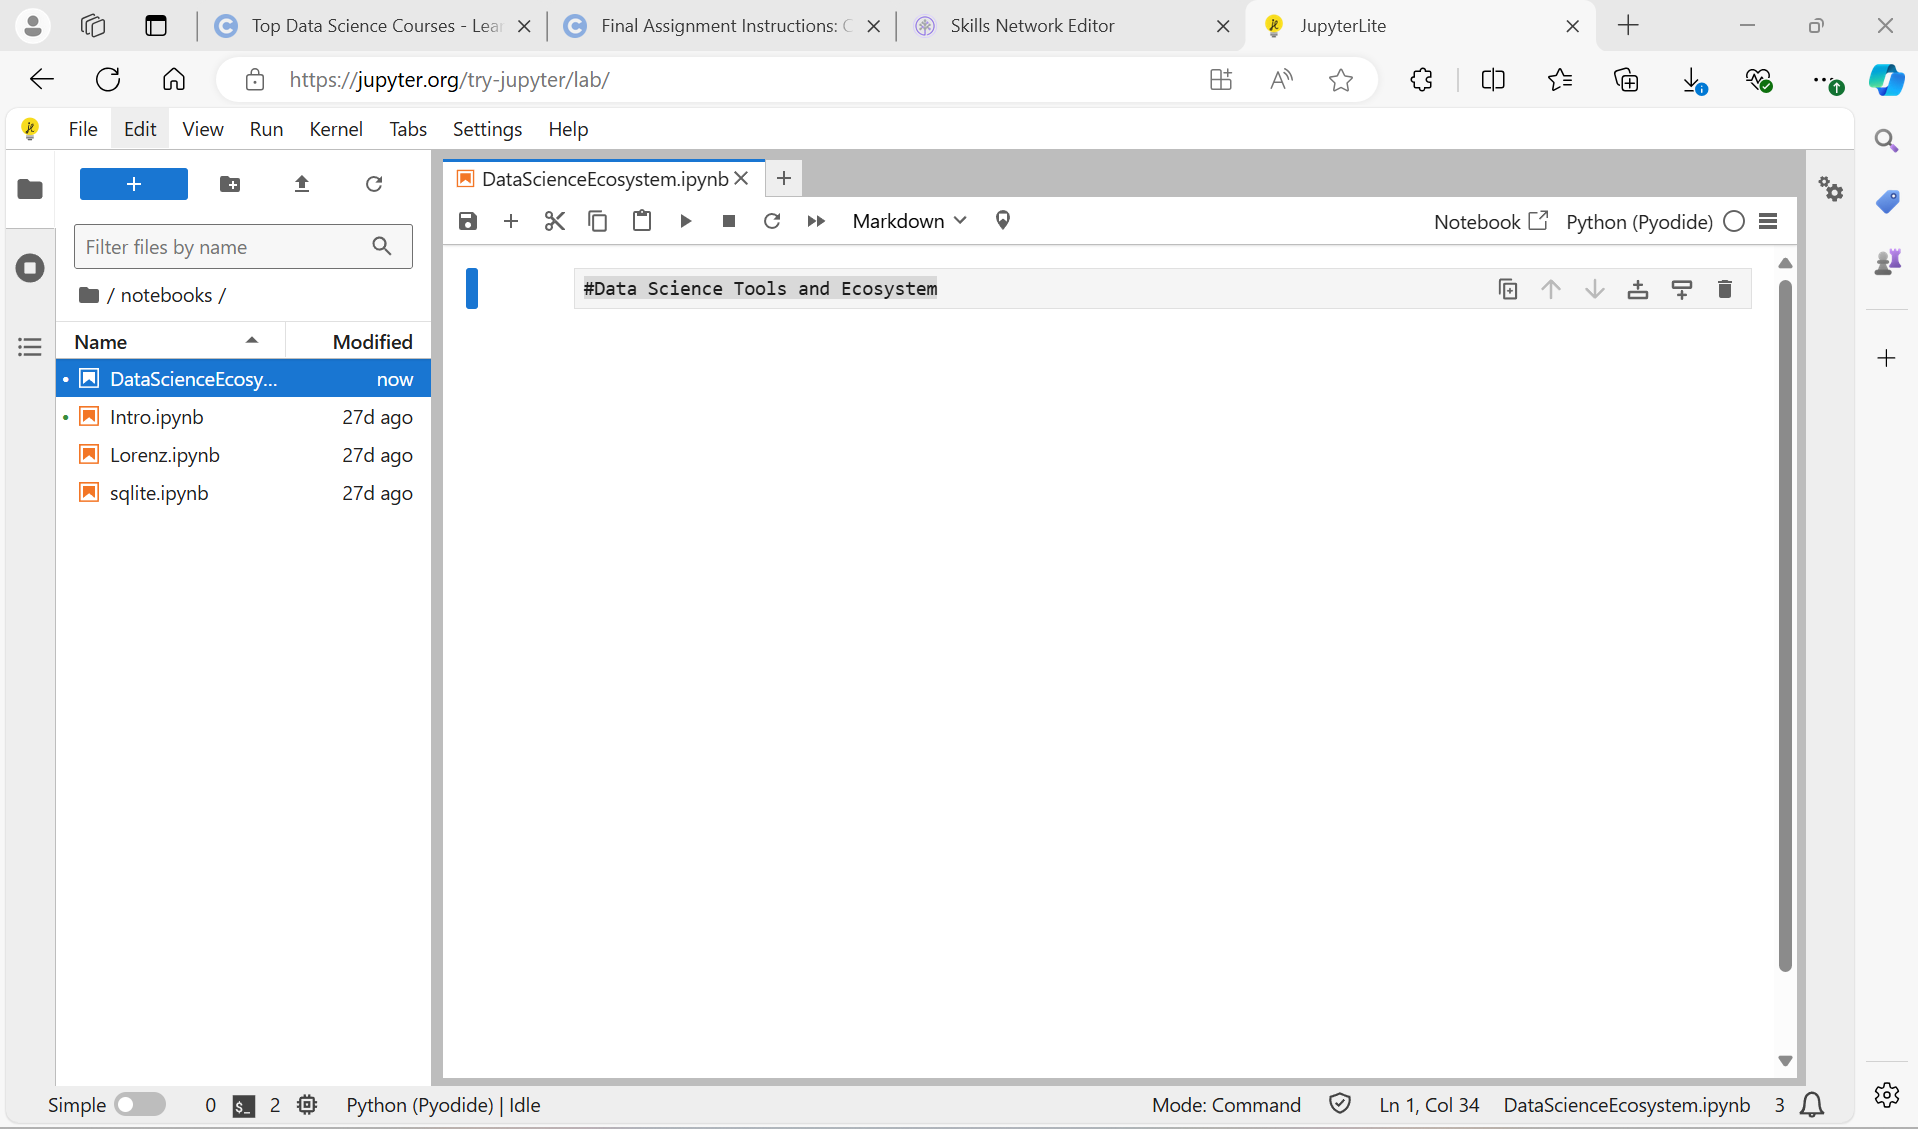 Top Data Science Courses - Lear
Final Assignment Instructions: C
Skills Network Editor
JupyterLite
https://jupyter.org/try-jupyter/lab/
File Edit View Run Kernel Tabs Settings Help
DataScienceEcosystem.ipynb
Markdown
Notebook
Python (Pyodide)
Filter files by name
/ notebooks /
Name Modified
DataScienceEcosy... now
Intro.ipynb 27d ago
Lorenz.ipynb 27d ago
sqlite.ipynb 27d ago
#Data Science Tools and Ecosystem
Simple 0 $_ 2 Python (Pyodide) | Idle Mode: Command Ln 1, Col 34 DataScienceEcosystem.ipynb 3